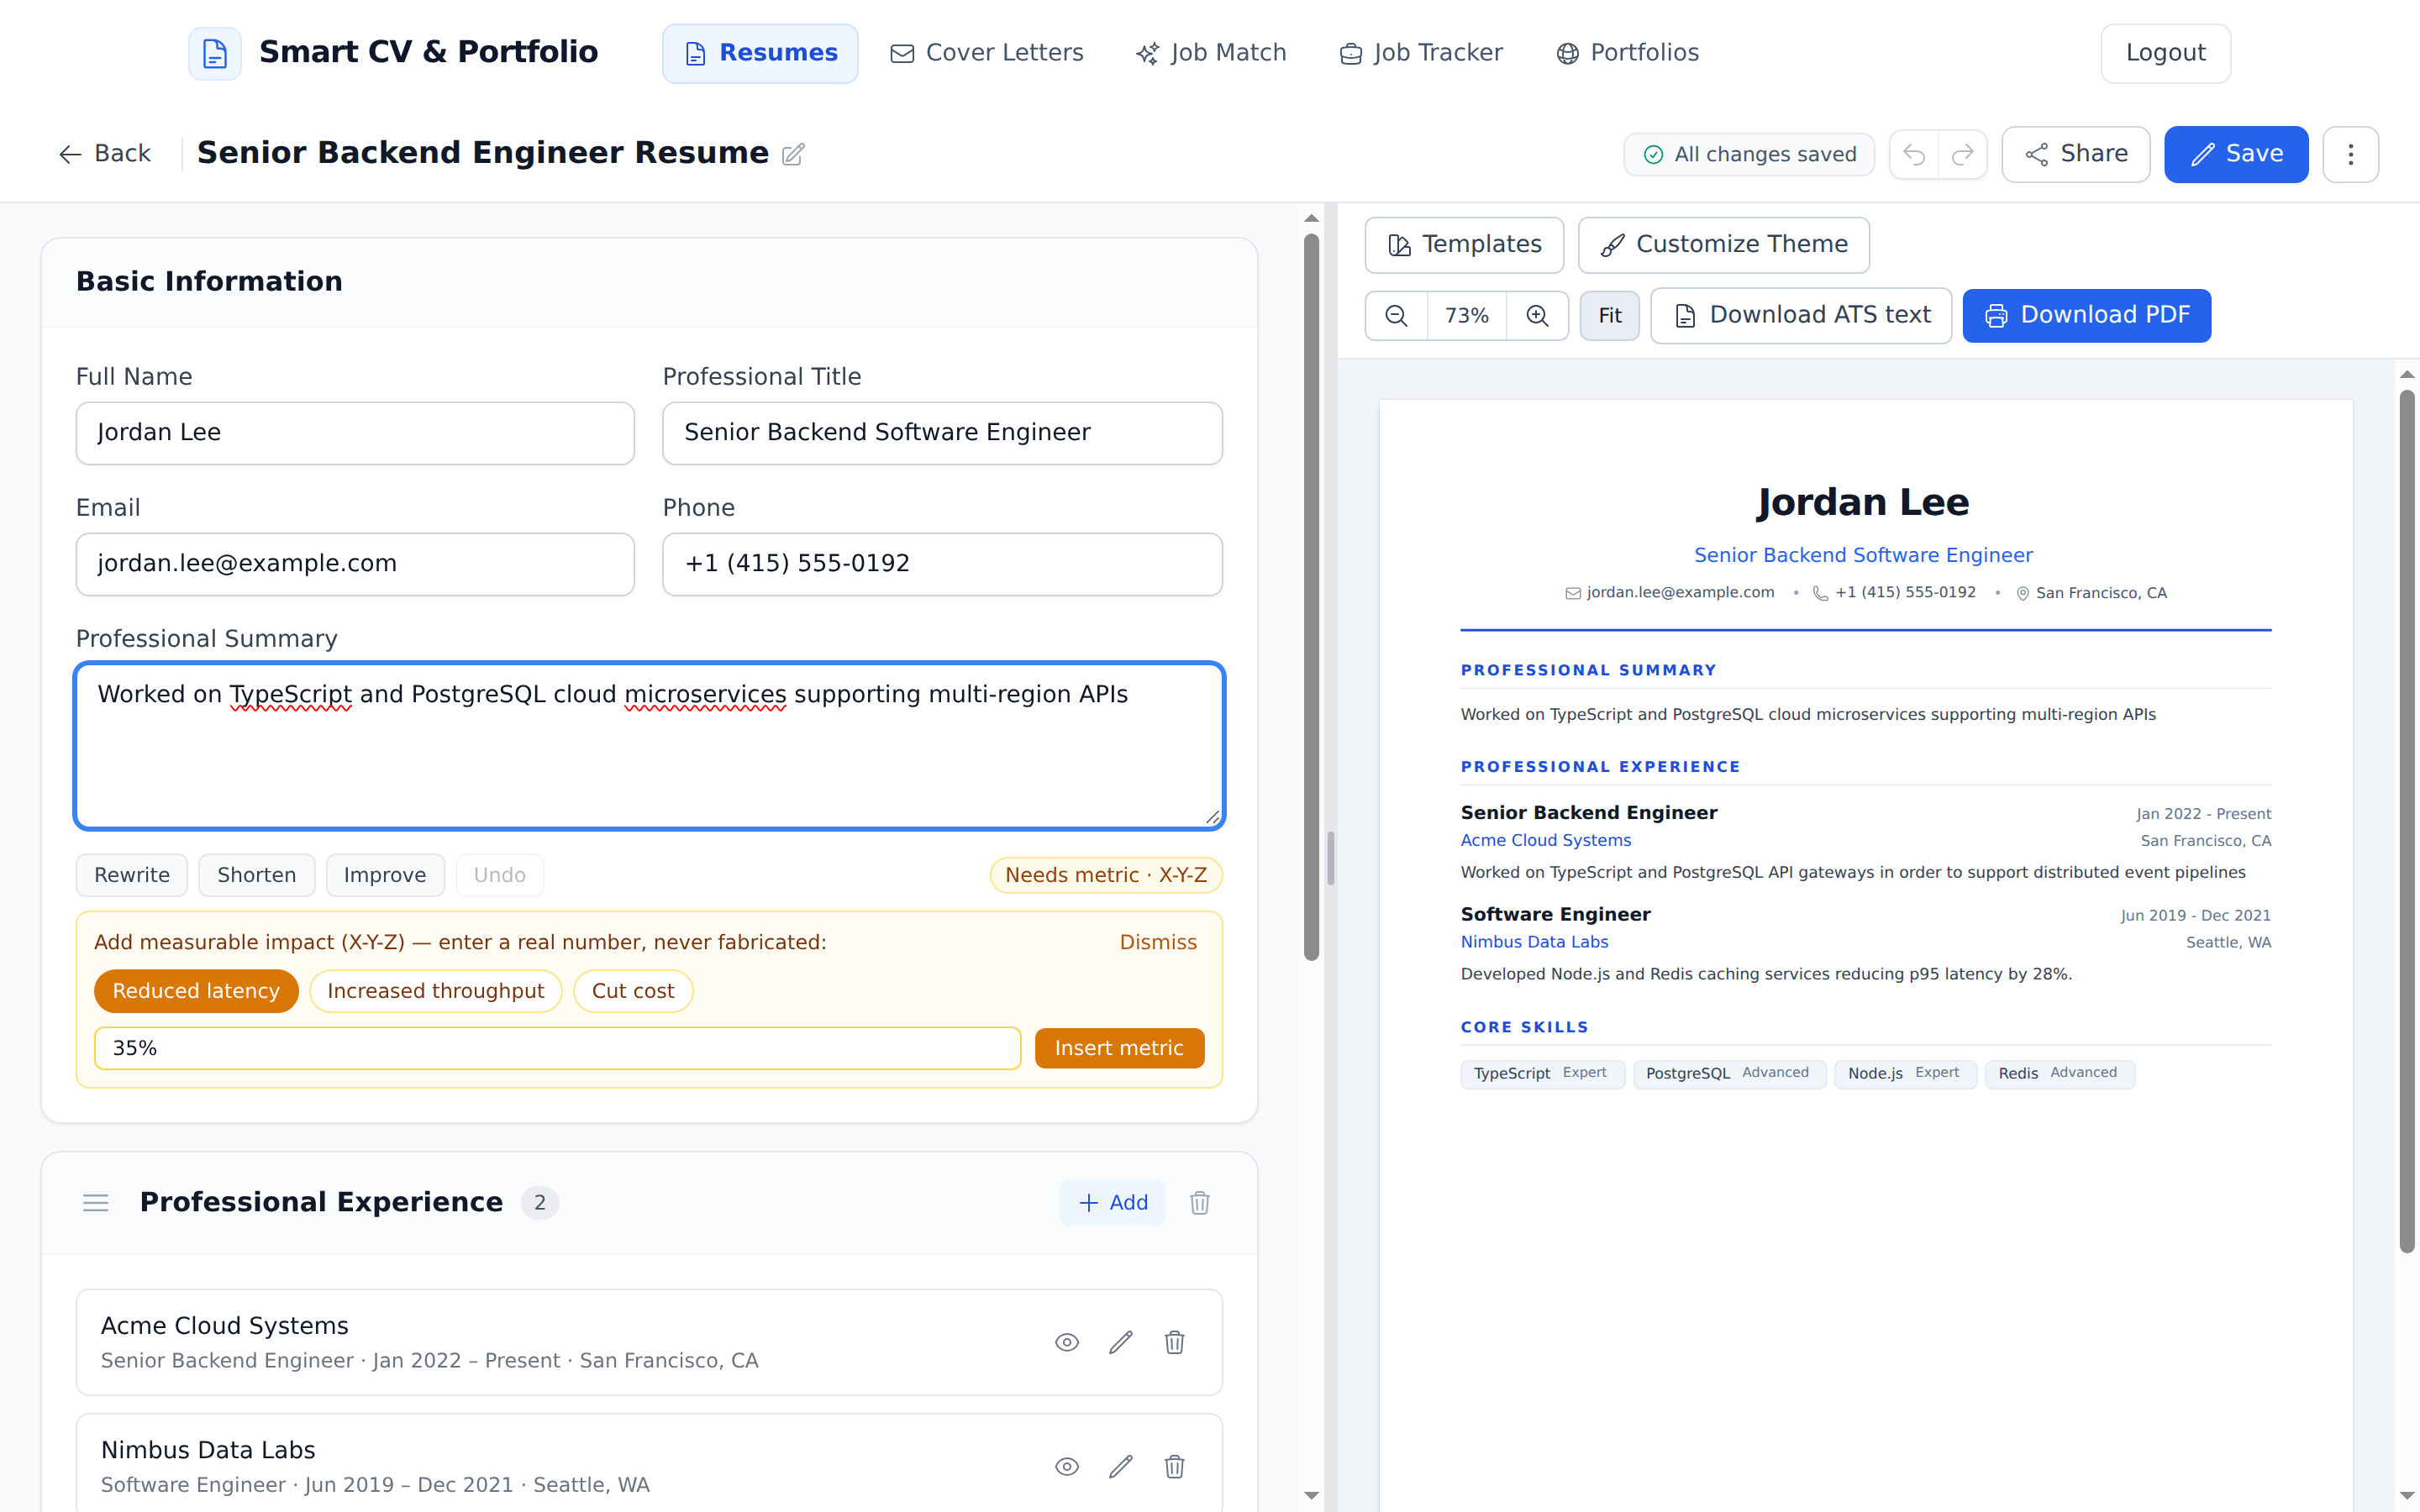 Smart CV & Portfolio
Resumes
Cover Letters
Job Match
Job Tracker
Portfolios
Logout
Back
Senior Backend Engineer Resume
All changes saved
Share
Save
Basic Information
Full Name
Professional Title
Jordan Lee
Senior Backend Software Engineer
Email
Phone
jordan.lee@example.com
+1 (415) 555-0192
Professional Summary
Worked on TypeScript and PostgreSQL cloud microservices supporting multi-region APIs
Rewrite
Shorten
Improve
Undo
Needs metric · X-Y-Z
Add measurable impact (X-Y-Z) — enter a real number, never fabricated:
Dismiss
Reduced latency
Increased throughput
Cut cost
35%
Insert metric
Professional Experience
2
Add
Acme Cloud Systems
Senior Backend Engineer · Jan 2022 – Present · San Francisco, CA
Nimbus Data Labs
Software Engineer · Jun 2019 – Dec 2021 · Seattle, WA
Templates
Customize Theme
73%
Fit
Download ATS text
Download PDF
Jordan Lee
Senior Backend Software Engineer
jordan.lee@example.com • +1 (415) 555-0192 • San Francisco, CA
PROFESSIONAL SUMMARY
Worked on TypeScript and PostgreSQL cloud microservices supporting multi-region APIs
PROFESSIONAL EXPERIENCE
Senior Backend Engineer
Jan 2022 - Present
Acme Cloud Systems
San Francisco, CA
Worked on TypeScript and PostgreSQL API gateways in order to support distributed event pipelines
Software Engineer
Jun 2019 - Dec 2021
Nimbus Data Labs
Seattle, WA
Developed Node.js and Redis caching services reducing p95 latency by 28%.
CORE SKILLS
TypeScript Expert
PostgreSQL Advanced
Node.js Expert
Redis Advanced